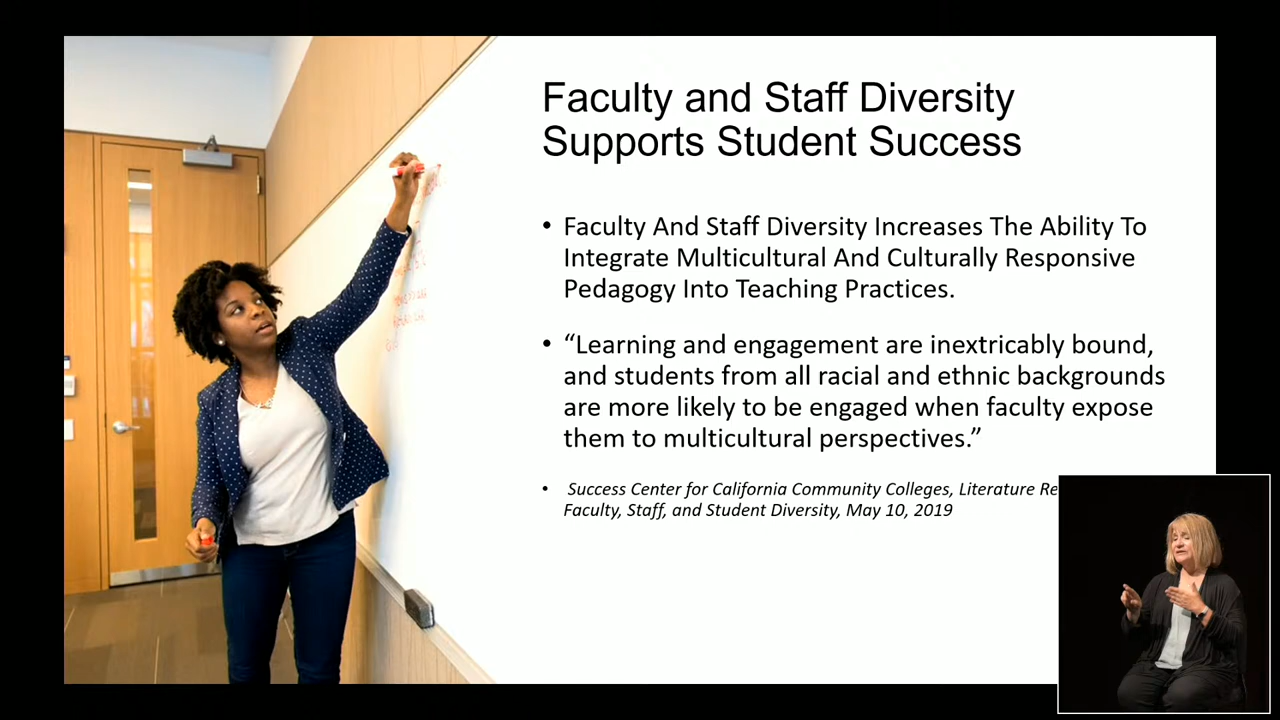 Faculty and Staff Diversity
Supports Student Success
• Faculty And Staff Diversity Increases The Ability To
Integrate Multicultural And Culturally Responsive
Pedagogy Into Teaching Practices.
• “Learning and engagement are inextricably bound,
and students from all racial and ethnic backgrounds
are more likely to be engaged when faculty expose
them to multicultural perspectives.”
• Success Center for California Community Colleges, Literature
Faculty, Staff, and Student Diversity, May 10, 2019